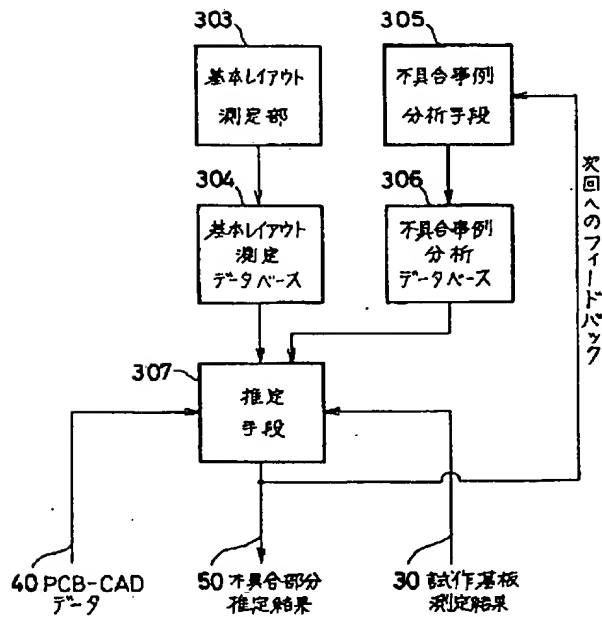 303
基本レイアウト
測定部
305
不具合事例
分析手段
304
基本レイアウト
測定
データベース
306
不具合事例
分析
データベース
次回へのフィードバック
307
推定
手段
40 PCB-CAD
データ
50 不具合部分
推定結果
30 試作基板
測定結果